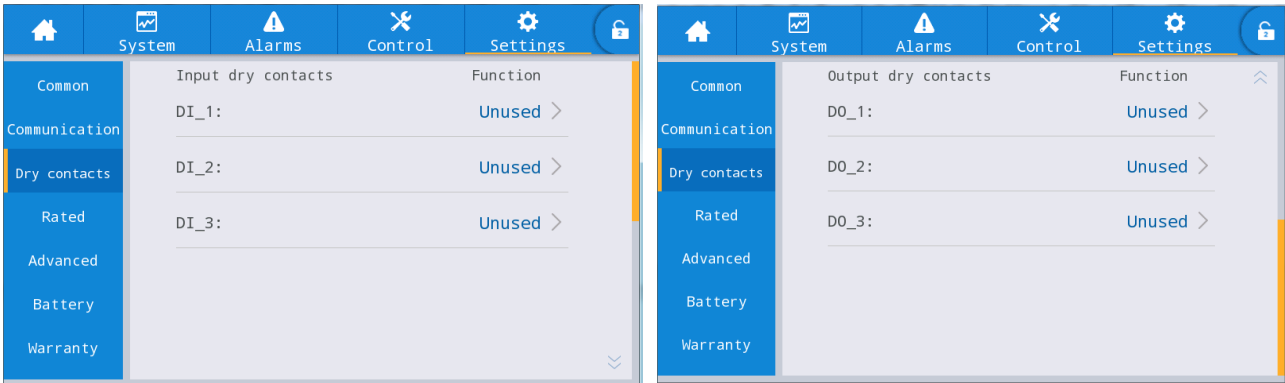 System Alarms Control Settings 2
Common
Communication
Dry contacts
Rated
Advanced
Battery
Warranty
Input dry contacts Function
DI_1: Unused
DI_2: Unused
DI_3: Unused
System Alarms Control Settings 2
Common
Communication
Dry contacts
Rated
Advanced
Battery
Warranty
Output dry contacts Function
DO_1: Unused
DO_2: Unused
DO_3: Unused